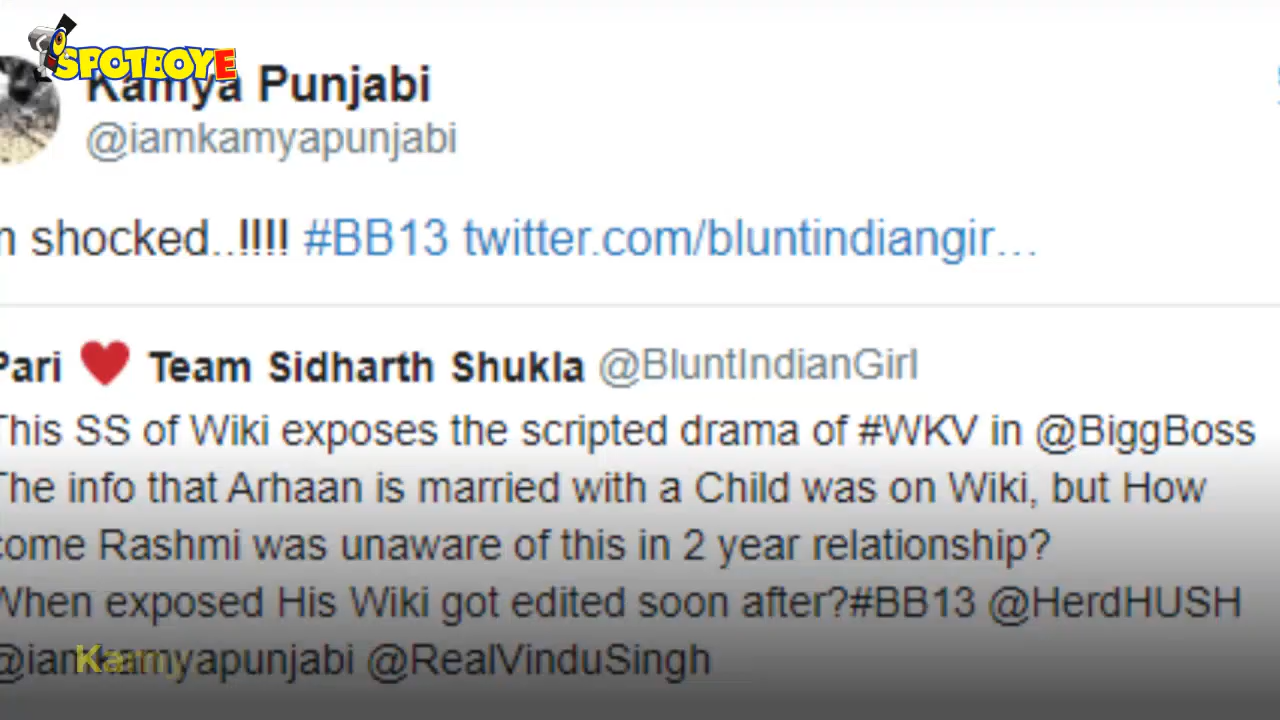 SPOTBOYE
Kamya Punjabi
@iamkamyapunjabi
m shocked..!!!! #BB13 twitter.com/bluntindiangir…
Pari ❤ Team Sidharth Shukla @BluntIndianGirl
This SS of Wiki exposes the scripted drama of #WKV in @BiggBoss
The info that Arhaan is married with a Child was on Wiki, but How
come Rashmi was unaware of this in 2 year relationship?
When exposed His Wiki got edited soon after?#BB13 @HerdHUSH
@iamkamyapunjabi @RealVinduSingh
Kamy